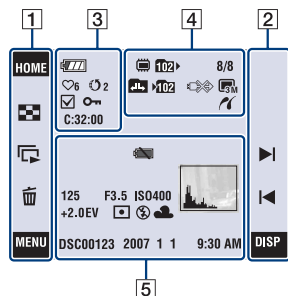 1 3 4 2
HOME
102 8/8
6 2
102 3M
C:32:00
125 F3.5 ISO400
+2.0EV
MENU DSC00123 2007 1 1 9:30 AM DISP
5